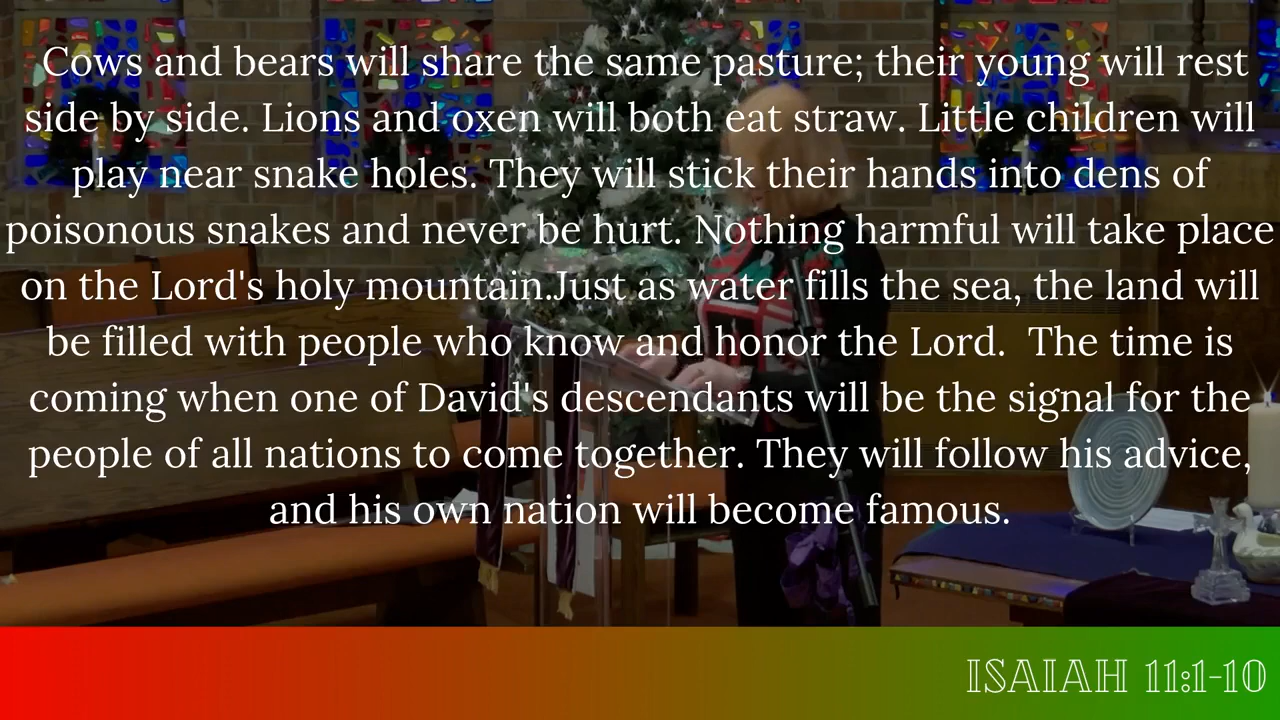 Cows and bears will share the same pasture; their young will rest
side by side. Lions and oxen will both eat straw. Little children will
play near snake holes. They will stick their hands into dens of
poisonous snakes and never be hurt. Nothing harmful will take place
on the Lord's holy mountain.Just as water fills the sea, the land will
be filled with people who know and honor the Lord.  The time is
coming when one of David's descendants will be the signal for the
people of all nations to come together. They will follow his advice,
and his own nation will become famous.
ISAIAH 11:1-10